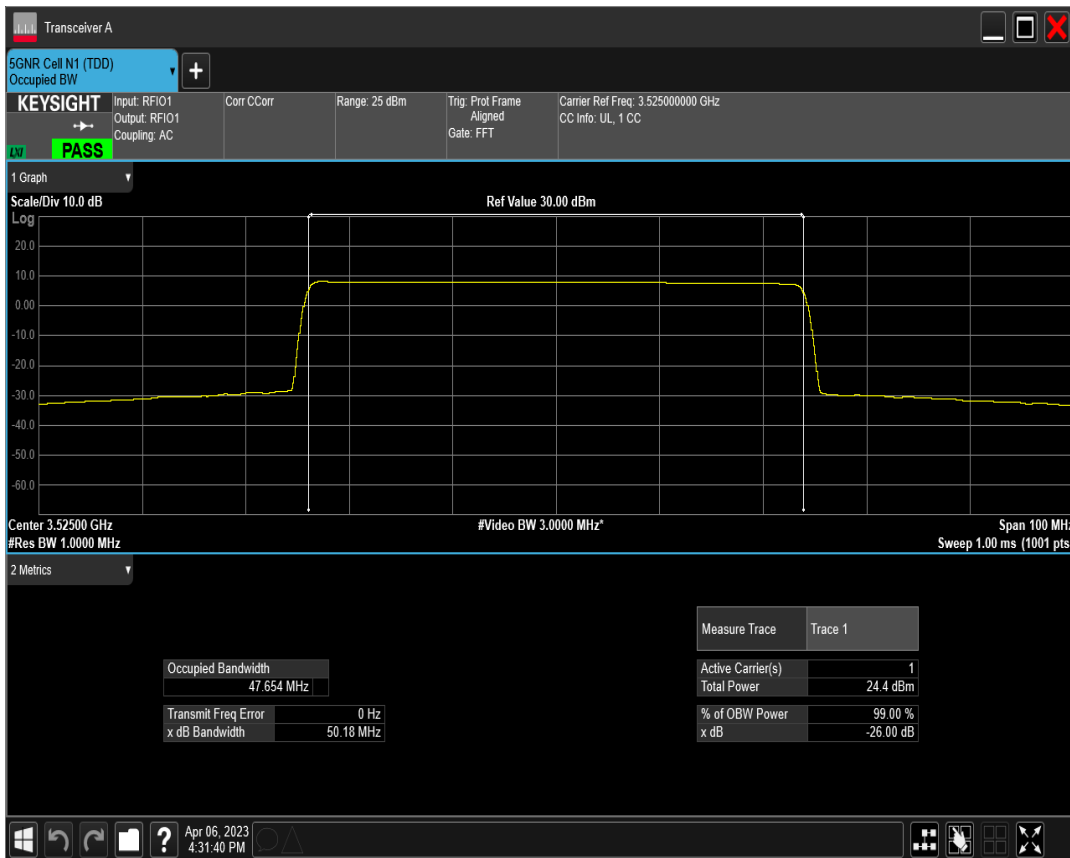 Transceiver A
5GNR Cell N1 (TDD)
Occupied BW
+
KEYSIGHT
LXI
PASS
Input: RFIO1
Output: RFIO1
Coupling: AC
Corr CCorr
Range: 25 dBm
Trig: Prot Frame
Aligned
Gate: FFT
Carrier Ref Freq: 3.525000000 GHz
CC Info: UL, 1 CC
1 Graph
Scale/Div 10.0 dB
Ref Value 30.00 dBm
Log
20.0
10.0
0.00
-10.0
-20.0
-30.0
-40.0
-50.0
-60.0
Center 3.52500 GHz
#Video BW 3.0000 MHz*
Span 100 MHz
#Res BW 1.0000 MHz
Sweep 1.00 ms (1001 pts
2 Metrics
Measure Trace Trace 1
Occupied Bandwidth
47.654 MHz
Active Carrier(s) 1
Total Power 24.4 dBm
Transmit Freq Error 0 Hz
x dB Bandwidth 50.18 MHz
% of OBW Power 99.00 %
x dB -26.00 dB
?
Apr 06, 2023
4:31:40 PM